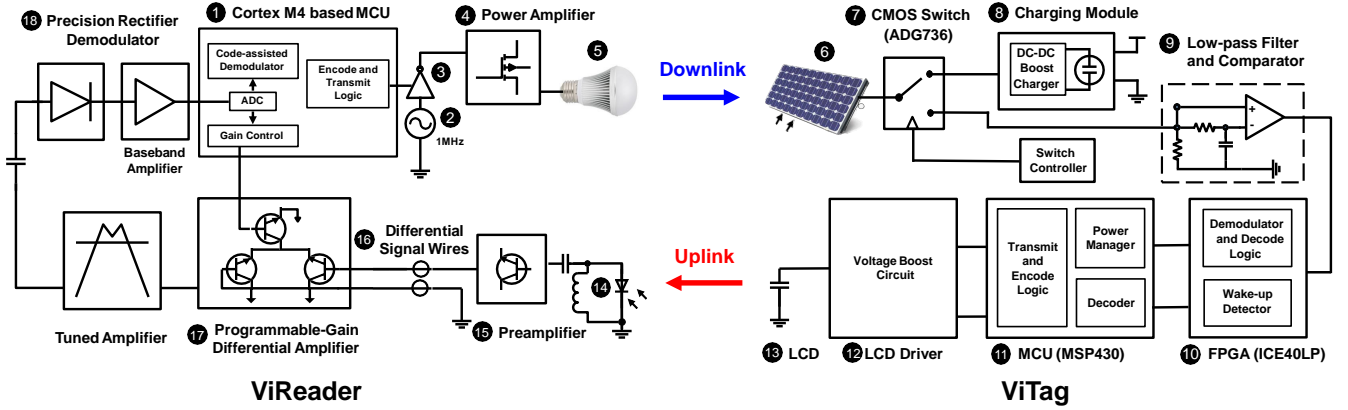 18 Precision Rectifier
Demodulator
1 Cortex M4 based MCU
Code-assisted
Demodulator
ADC
Gain Control
Encode and
Transmit
Logic
Baseband
Amplifier
3
2
1MHz
4 Power Amplifier
5
Downlink
6
7 CMOS Switch
(ADG736)
8 Charging Module
DC-DC
Boost
Charger
9 Low-pass Filter
and Comparator
+
-
Switch
Controller
Tuned Amplifier
17 Programmable-Gain
Differential Amplifier
16 Differential
Signal Wires
15 Preamplifier
14
Uplink
13 LCD
Voltage Boost
Circuit
12 LCD Driver
Transmit
and
Encode
Logic
Power
Manager
Decoder
11 MCU (MSP430)
Demodulator
and Decode
Logic
Wake-up
Detector
10 FPGA (ICE40LP)
ViReader
ViTag